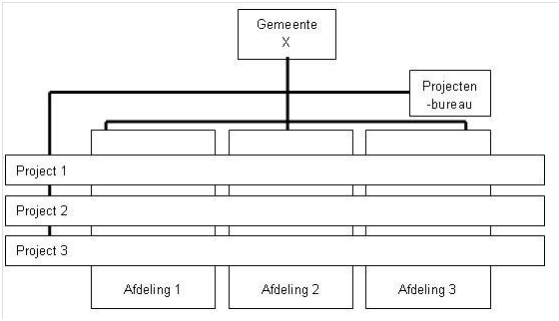 Gemeente
X
Projecten
-bureau
Project 1
Project 2
Project 3
Afdeling 1
Afdeling 2
Afdeling 3